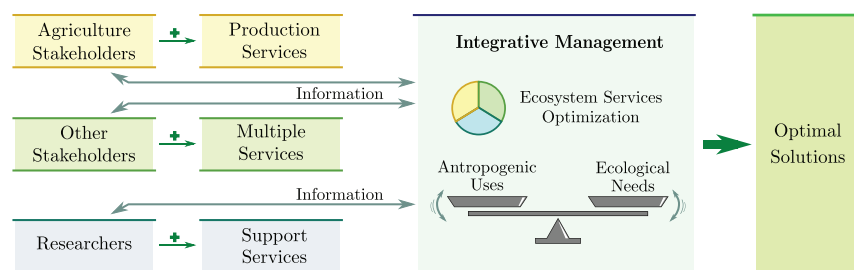 Agriculture
Stakeholders
Production
Services
Information
Other
Stakeholders
Multiple
Services
Information
Researchers
Support
Services
Integrative Management
Ecosystem Services
Optimization
Antropogenic
Uses
Ecological
Needs
Optimal
Solutions